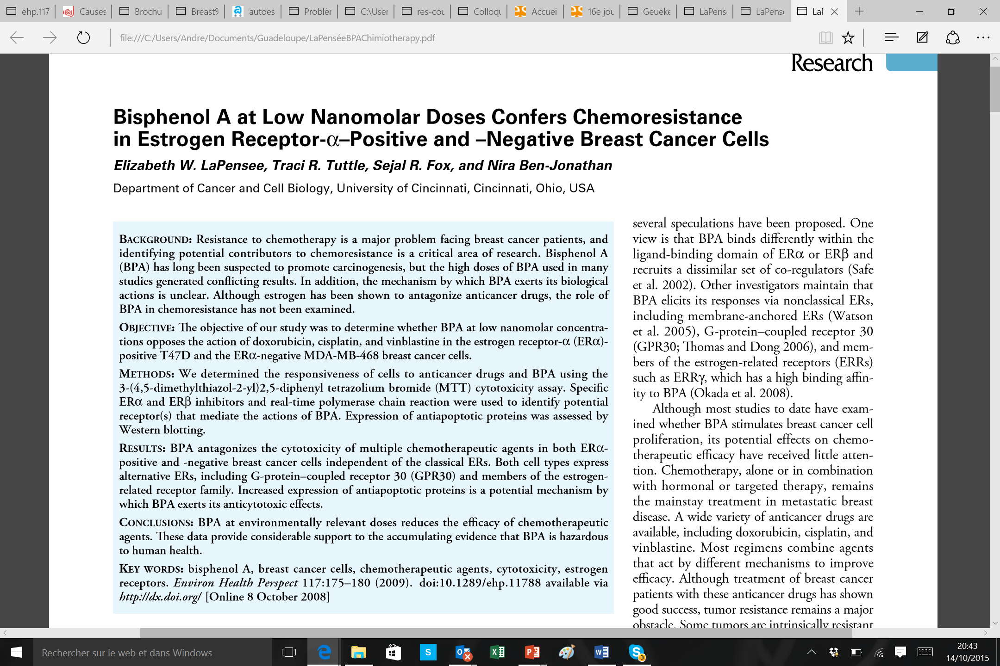 ehp.117
Causes
Brochu
Breast%
autoes
Problèr
C:\User
res-cou
Colloqu
Accuei
16e jou
Geueke
LaPens
LaPense
LaF
file:///C:/Users/Andre/Documents/Guadeloupe/LaPenséeBPAChimiotherapy.pdf
Research
Bisphenol A at Low Nanomolar Doses Confers Chemoresistance
in Estrogen Receptor-α–Positive and –Negative Breast Cancer Cells
Elizabeth W. LaPensee, Traci R. Tuttle, Sejal R. Fox, and Nira Ben-Jonathan
Department of Cancer and Cell Biology, University of Cincinnati, Cincinnati, Ohio, USA
BACKGROUND: Resistance to chemotherapy is a major problem facing breast cancer patients, and
identifying potential contributors to chemoresistance is a critical area of research. Bisphenol A
(BPA) has long been suspected to promote carcinogenesis, but the high doses of BPA used in many
studies generated conflicting results. In addition, the mechanism by which BPA exerts its biological
actions is unclear. Although estrogen has been shown to antagonize anticancer drugs, the role of
BPA in chemoresistance has not been examined.
OBJECTIVE: The objective of our study was to determine whether BPA at low nanomolar concentra-
tions opposes the action of doxorubicin, cisplatin, and vinblastine in the estrogen receptor-α (ERα)-
positive T47D and the ERα-negative MDA-MB-468 breast cancer cells.
METHODS: We determined the responsiveness of cells to anticancer drugs and BPA using the
3-(4,5-dimethylthiazol-2-yl)2,5-diphenyl tetrazolium bromide (MTT) cytotoxicity assay. Specific
ERα and ERβ inhibitors and real-time polymerase chain reaction were used to identify potential
receptor(s) that mediate the actions of BPA. Expression of antiapoptotic proteins was assessed by
Western blotting.
RESULTS: BPA antagonizes the cytotoxicity of multiple chemotherapeutic agents in both ERα-
positive and -negative breast cancer cells independent of the classical ERs. Both cell types express
alternative ERs, including G-protein–coupled receptor 30 (GPR30) and members of the estrogen-
related receptor family. Increased expression of antiapoptotic proteins is a potential mechanism by
which BPA exerts its anticytotoxic effects.
CONCLUSIONS: BPA at environmentally relevant doses reduces the efficacy of chemotherapeutic
agents. These data provide considerable support to the accumulating evidence that BPA is hazardous
to human health.
KEY WORDS: bisphenol A, breast cancer cells, chemotherapeutic agents, cytotoxicity, estrogen
receptors. Environ Health Perspect 117:175–180 (2009). doi:10.1289/ehp.11788 available via
http://dx.doi.org/ [Online 8 October 2008]
several speculations have been proposed. One
view is that BPA binds differently within the
ligand-binding domain of ERα or ERβ and
recruits a dissimilar set of co-regulators (Safe
et al. 2002). Other investigators maintain that
BPA elicits its responses via nonclassical ERs,
including membrane-anchored ERs (Watson
et al. 2005), G-protein–coupled receptor 30
(GPR30; Thomas and Dong 2006), and mem-
bers of the estrogen-related receptors (ERRs)
such as ERRγ, which has a high binding affin-
ity to BPA (Okada et al. 2008).
Although most studies to date have exam-
ined whether BPA stimulates breast cancer cell
proliferation, its potential effects on chemo-
therapeutic efficacy have received little atten-
tion. Chemotherapy, alone or in combination
with hormonal or targeted therapy, remains
the mainstay treatment in metastatic breast
disease. A wide variety of anticancer drugs are
available, including doxorubicin, cisplatin, and
vinblastine. Most regimens combine agents
that act by different mechanisms to improve
efficacy. Although treatment of breast cancer
patients with these anticancer drugs has shown
good success, tumor resistance remains a major
obstacle. Some tumors are intrinsically resistant
Rechercher sur le web et dans Windows
20:43
14/10/2015